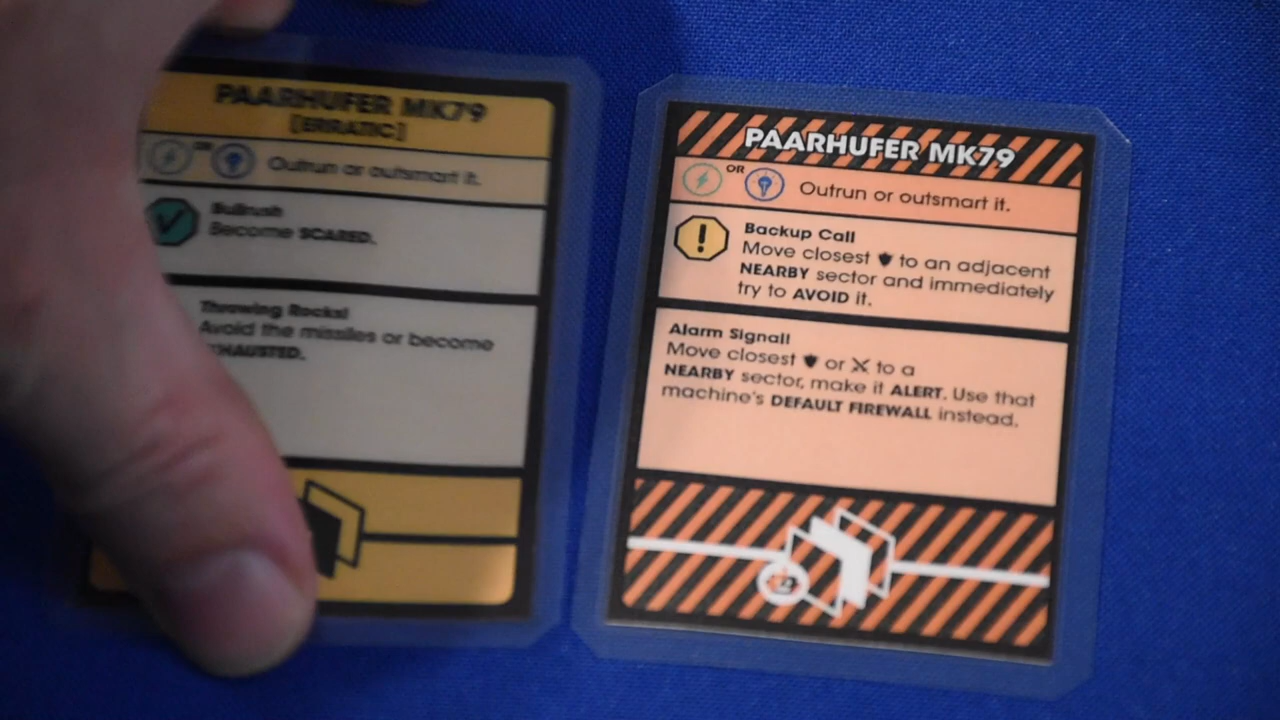 PAARHUFER MK79
[ERRATIC]
OR Outrun or outsmart it.
Bullrush
Become SCARED.
Throwing Rocks!
Avoid the missiles or become
EXHAUSTED.
PAARHUFER MK79
OR Outrun or outsmart it.
Backup Call
Move closest to an adjacent
NEARBY sector and immediately
try to AVOID it.
Alarm Signal!
Move closest or to a
NEARBY sector, make it ALERT. Use that
machine's DEFAULT FIREWALL instead.